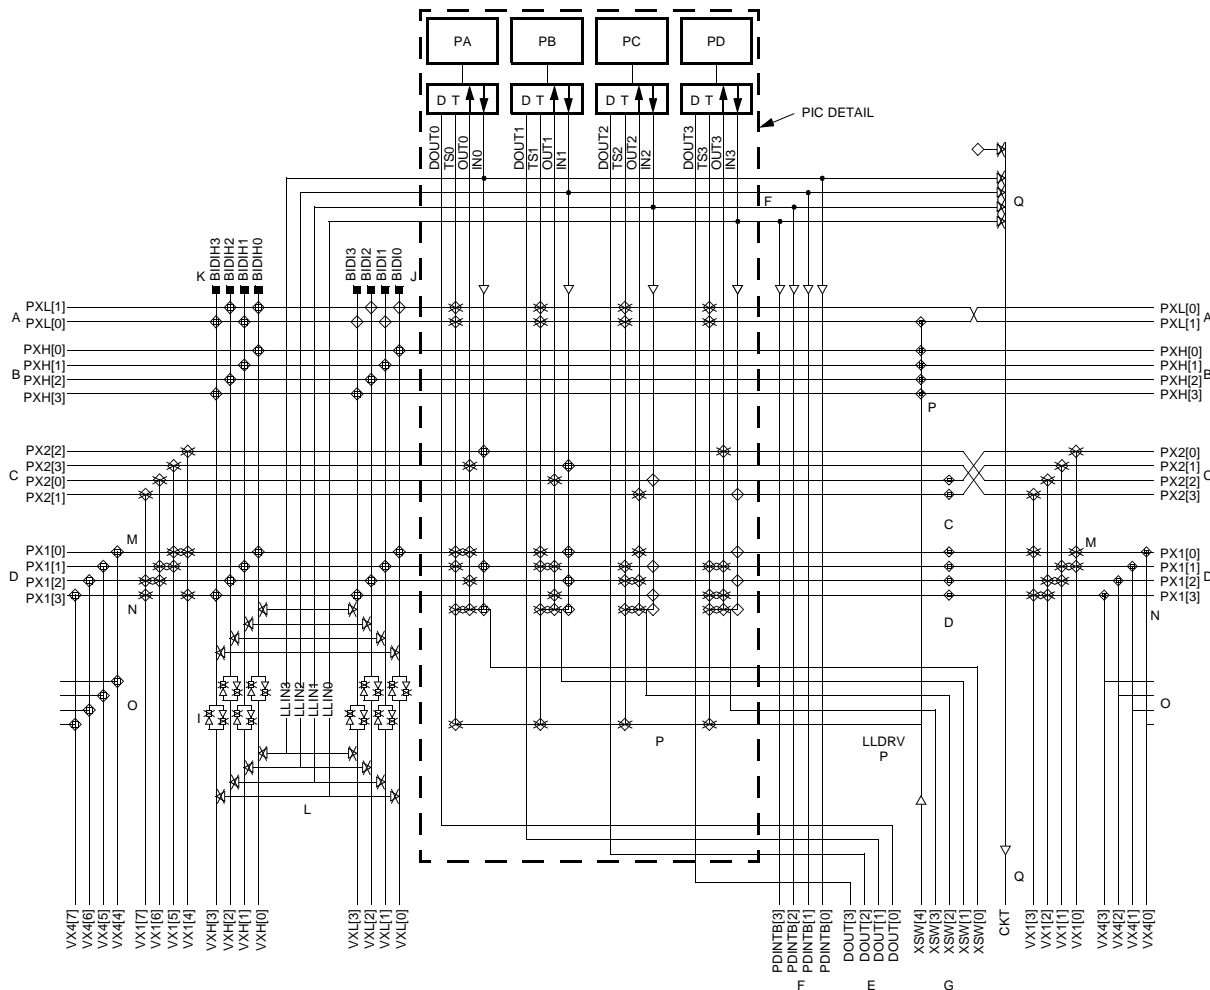 PA PB PC PD
D T D T D T D T
PIC DETAIL
DOUT0
TS0
OUT0
IN0
DOUT1
TS1
OUT1
IN1
DOUT2
TS2
OUT2
IN2
DOUT3
TS3
OUT3
IN3
F
Q
K
BIDIH3
BIDIH2
BIDIH1
BIDIH0
BIDI3
BIDI2
BIDI1
BIDI0
J
A
PXL[1]
PXL[0]
PXL[0]
PXL[1]
A
B
PXH[0]
PXH[1]
PXH[2]
PXH[3]
PXH[0]
PXH[1]
PXH[2]
PXH[3]
B
P
C
PX2[2]
PX2[3]
PX2[0]
PX2[1]
PX2[0]
PX2[1]
PX2[2]
PX2[3]
C
C
M
M
D
PX1[0]
PX1[1]
PX1[2]
PX1[3]
PX1[0]
PX1[1]
PX1[2]
PX1[3]
D
N
D
N
LLIN3
LLIN2
LLIN1
LLIN0
O
I
O
P
LLDRV
P
L
Q
VX4[7]
VX4[6]
VX4[5]
VX4[4]
VX1[7]
VX1[6]
VX1[5]
VX1[4]
VXH[3]
VXH[2]
VXH[1]
VXH[0]
VXL[3]
VXL[2]
VXL[1]
VXL[0]
PDINTB[3]
PDINTB[2]
PDINTB[1]
PDINTB[0]
DOUT[3]
DOUT[2]
DOUT[1]
DOUT[0]
XSW[4]
XSW[3]
XSW[2]
XSW[1]
XSW[0]
CKT
VX1[3]
VX1[2]
VX1[1]
VX1[0]
VX4[3]
VX4[2]
VX4[1]
VX4[0]
F E G